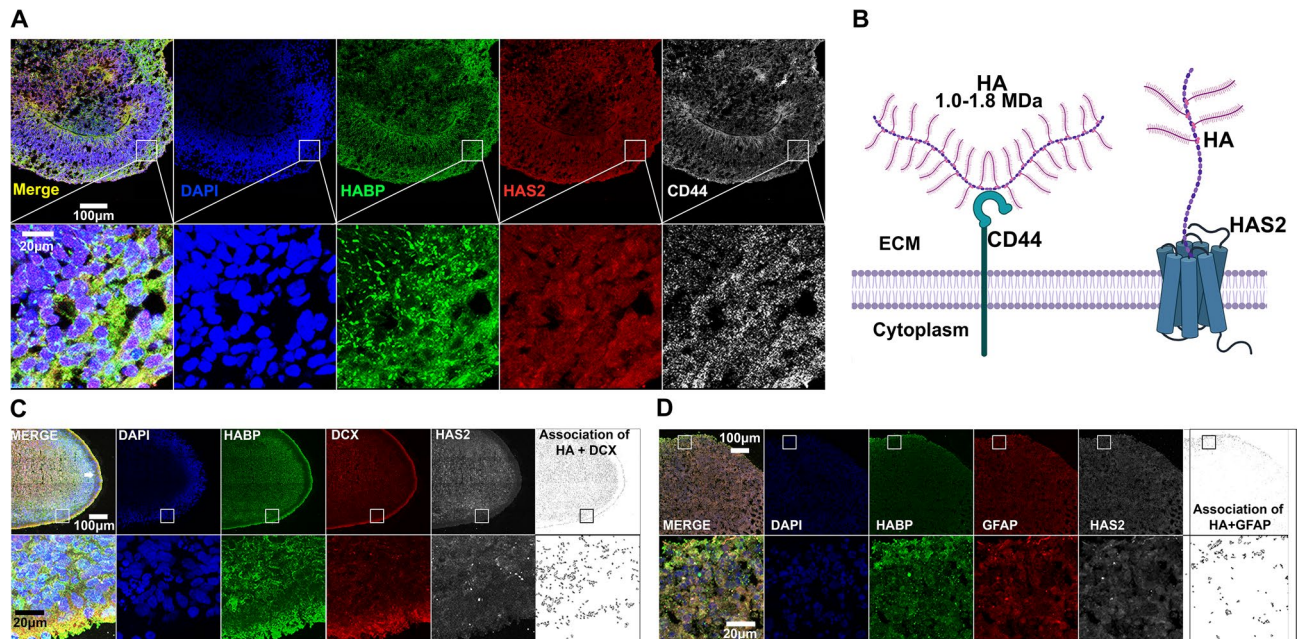 A
Merge
100µm
DAPI
HABP
HAS2
CD44
20µm
B
HA
1.0-1.8 MDa
HA
HAS2
CD44
ECM
Cytoplasm
C
MERGE
DAPI
HABP
DCX
HAS2
Association of
HA + DCX
100µm
20µm
D
100µm
MERGE
DAPI
HABP
GFAP
HAS2
Association of
HA+GFAP
20µm